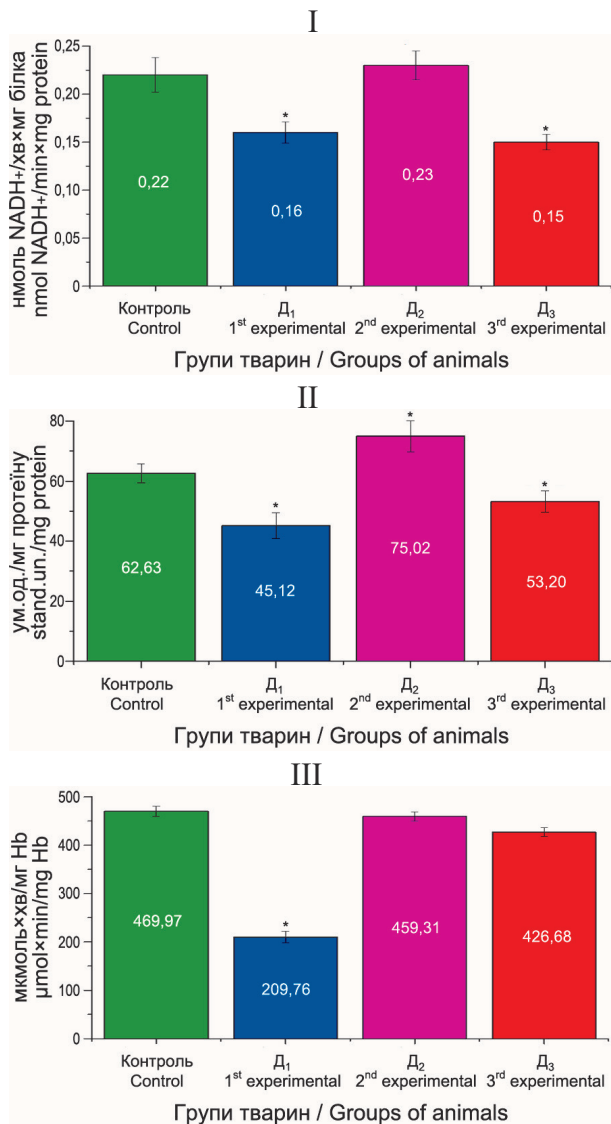 I
нмоль NADH+/хв×мг білка
nmol NADH+/min×mg protein
0,25
0,20
0,15
0,10
0,05
0,00
*
*
0,22
0,16
0,23
0,15
Контроль
Control
Д₁
1st experimental
Д₂
2nd experimental
Д₃
3rd experimental
Групи тварин / Groups of animals
II
ум.од./мг протеїну
stand.un./mg protein
80
60
40
20
0
*
*
*
62,63
45,12
75,02
53,20
Контроль
Control
Д₁
1st experimental
Д₂
2nd experimental
Д₃
3rd experimental
Групи тварин / Groups of animals
III
мкмоль×хв/мг Hb
µmol×min/mg Hb
500
400
300
200
100
0
*
469,97
209,76
459,31
426,68
Контроль
Control
Д₁
1st experimental
Д₂
2nd experimental
Д₃
3rd experimental
Групи тварин / Groups of animals